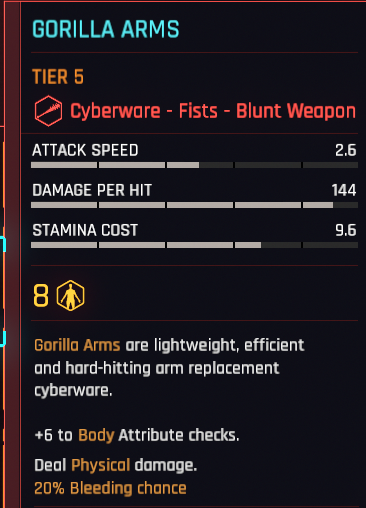 GORILLA ARMS
TIER 5
Cyberware - Fists - Blunt Weapon
ATTACK SPEED 2.6
DAMAGE PER HIT 144
STAMINA COST 9.6
8
Gorilla Arms are lightweight, efficient
and hard-hitting arm replacement
cyberware.
+6 to Body Attribute checks.
Deal Physical damage.
20% Bleeding chance